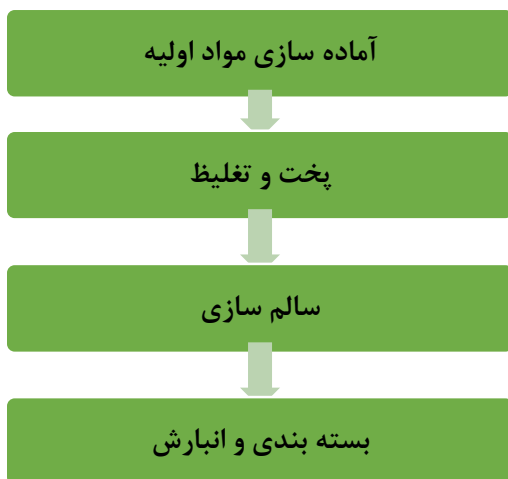 آماده سازی مواد اولیه
پخت و تغلیظ
سالم سازی
بسته بندی و انبارش